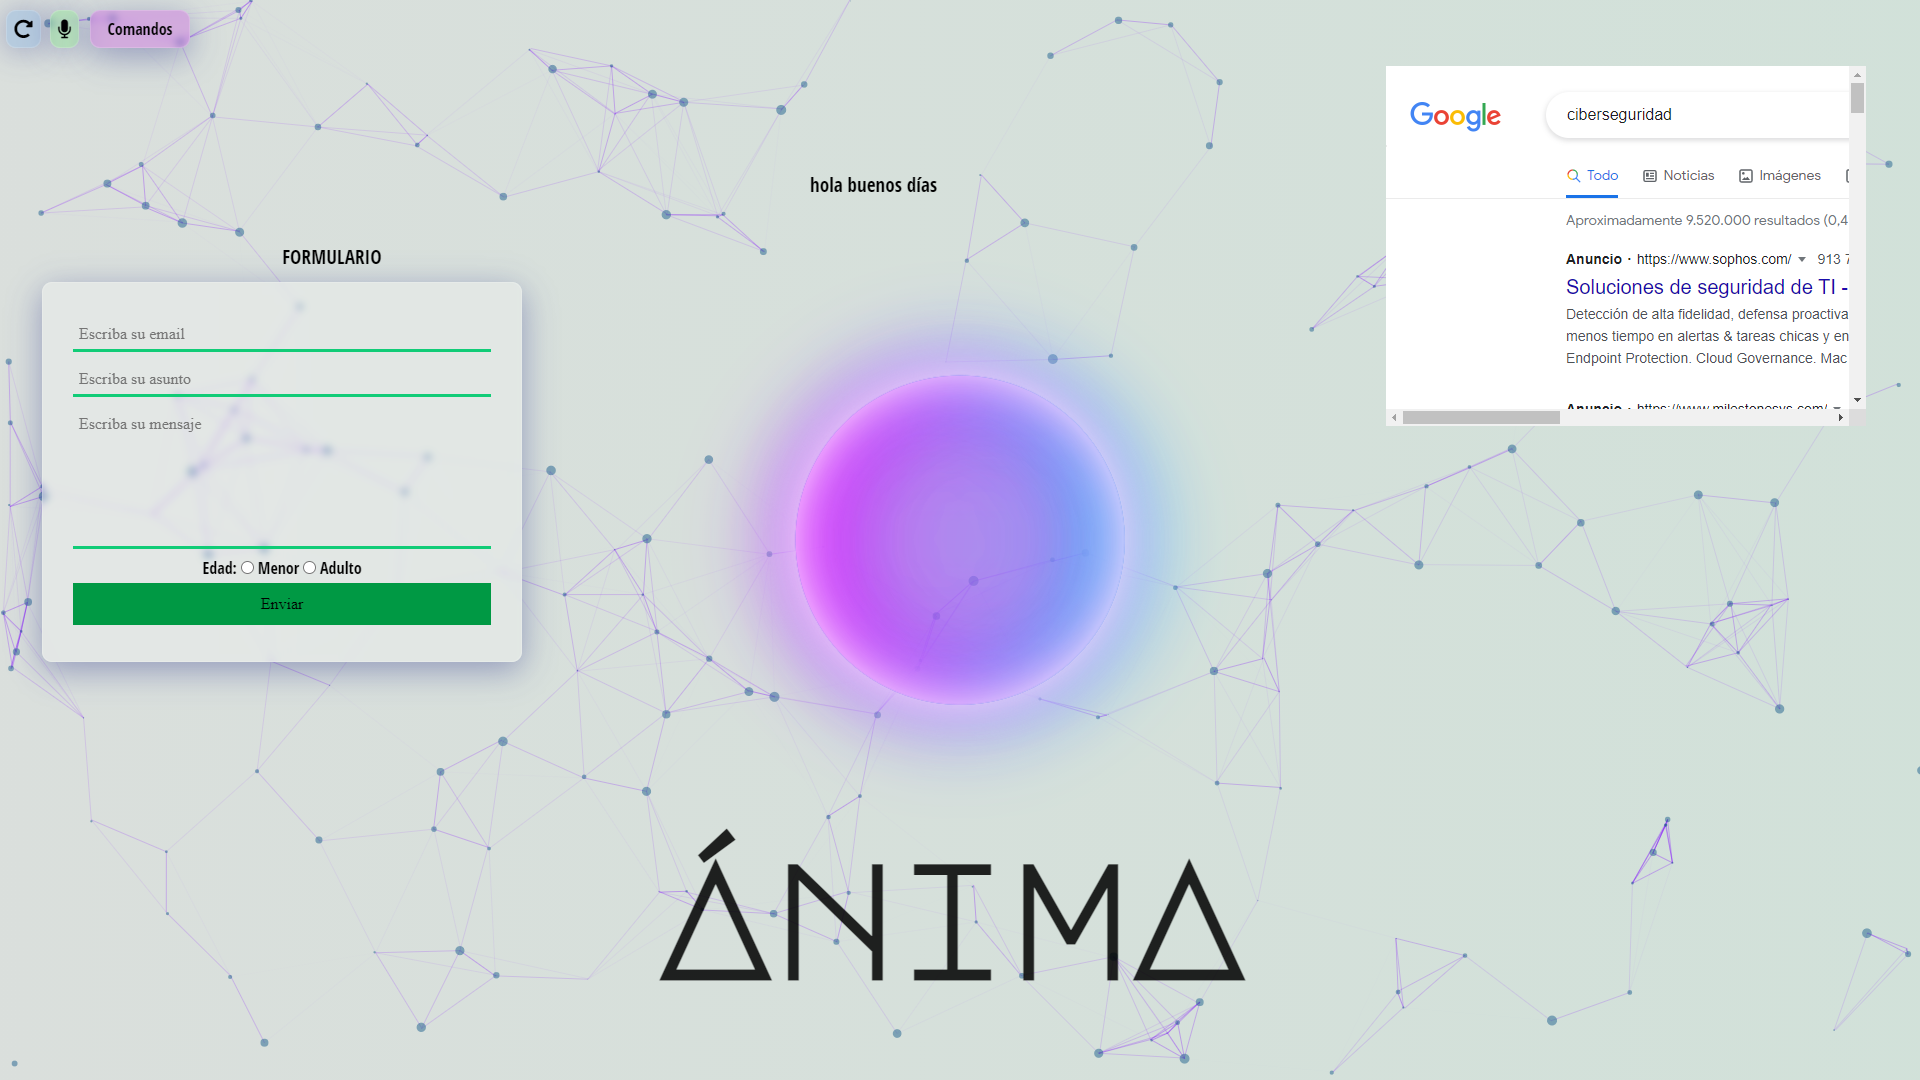 Comandos
hola buenos días
FORMULARIO
Escriba su email
Escriba su asunto
Escriba su mensaje
Edad: Menor Adulto
Enviar
Google
ciberseguridad
Todo Noticias Imágenes
Aproximadamente 9.520.000 resultados (0,4
Anuncio · https://www.sophos.com/ 913 7
Soluciones de seguridad de TI -
Detección de alta fidelidad, defensa proactiva
menos tiempo en alertas & tareas chicas y en
Endpoint Protection. Cloud Governance. Mac
Anuncio · https://www.milestonesys.com/
ÁNIMA